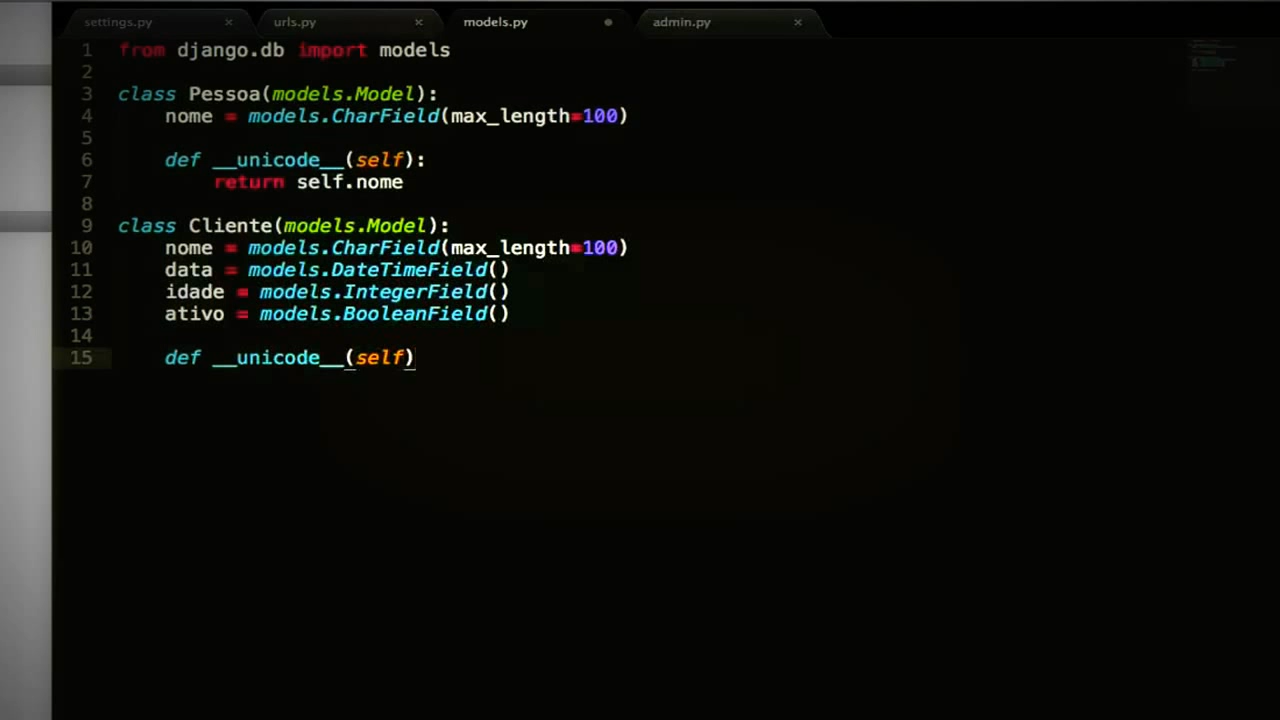 settings.py × urls.py × models.py ● admin.py ×
1 from django.db import models
2
3 class Pessoa(models.Model):
4     nome = models.CharField(max_length=100)
5
6     def __unicode__(self):
7         return self.nome
8
9 class Cliente(models.Model):
10     nome = models.CharField(max_length=100)
11     data = models.DateTimeField()
12     idade = models.IntegerField()
13     ativo = models.BooleanField()
14
15     def __unicode__(self)